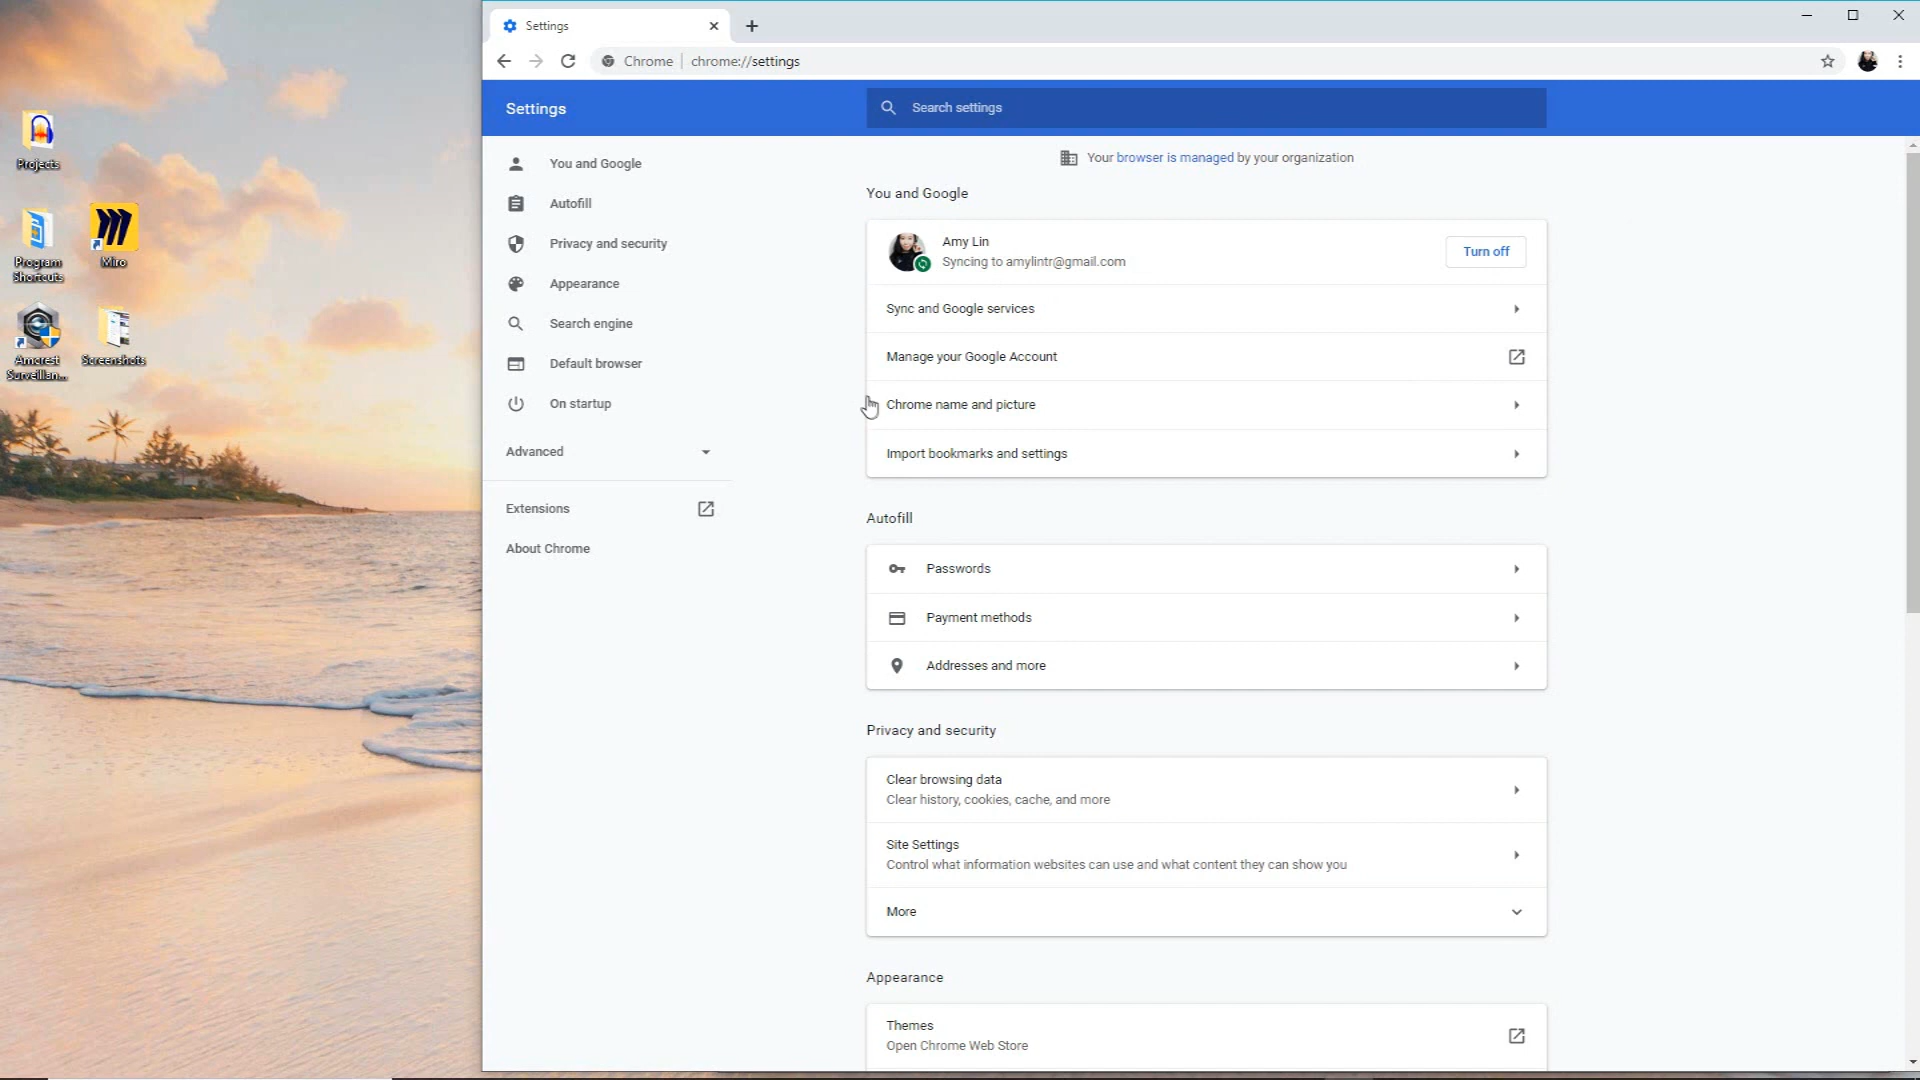 Projects
Program
Shortcuts
Miro
Amcrest
Surveillan...
Screenshots
Settings
Chrome
chrome://settings
Settings
Search settings
You and Google
Autofill
Privacy and security
Appearance
Search engine
Default browser
On startup
Advanced
Extensions
About Chrome
Your browser is managed by your organization
You and Google
Amy Lin
Syncing to amylintr@gmail.com
Turn off
Sync and Google services
Manage your Google Account
Chrome name and picture
Import bookmarks and settings
Autofill
Passwords
Payment methods
Addresses and more
Privacy and security
Clear browsing data
Clear history, cookies, cache, and more
Site Settings
Control what information websites can use and what content they can show you
More
Appearance
Themes
Open Chrome Web Store